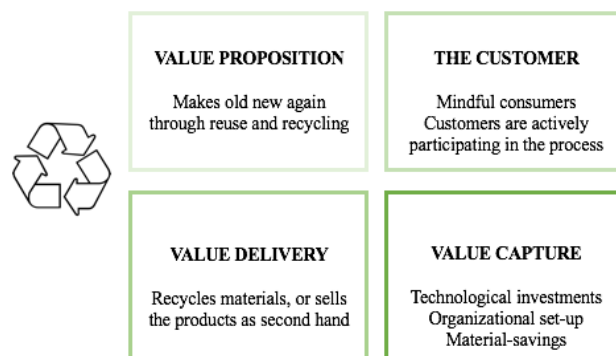 VALUE PROPOSITION
Makes old new again
through reuse and recycling
THE CUSTOMER
Mindful consumers
Customers are actively
participating in the process
VALUE DELIVERY
Recycles materials, or sells
the products as second hand
VALUE CAPTURE
Technological investments
Organizational set-up
Material-savings